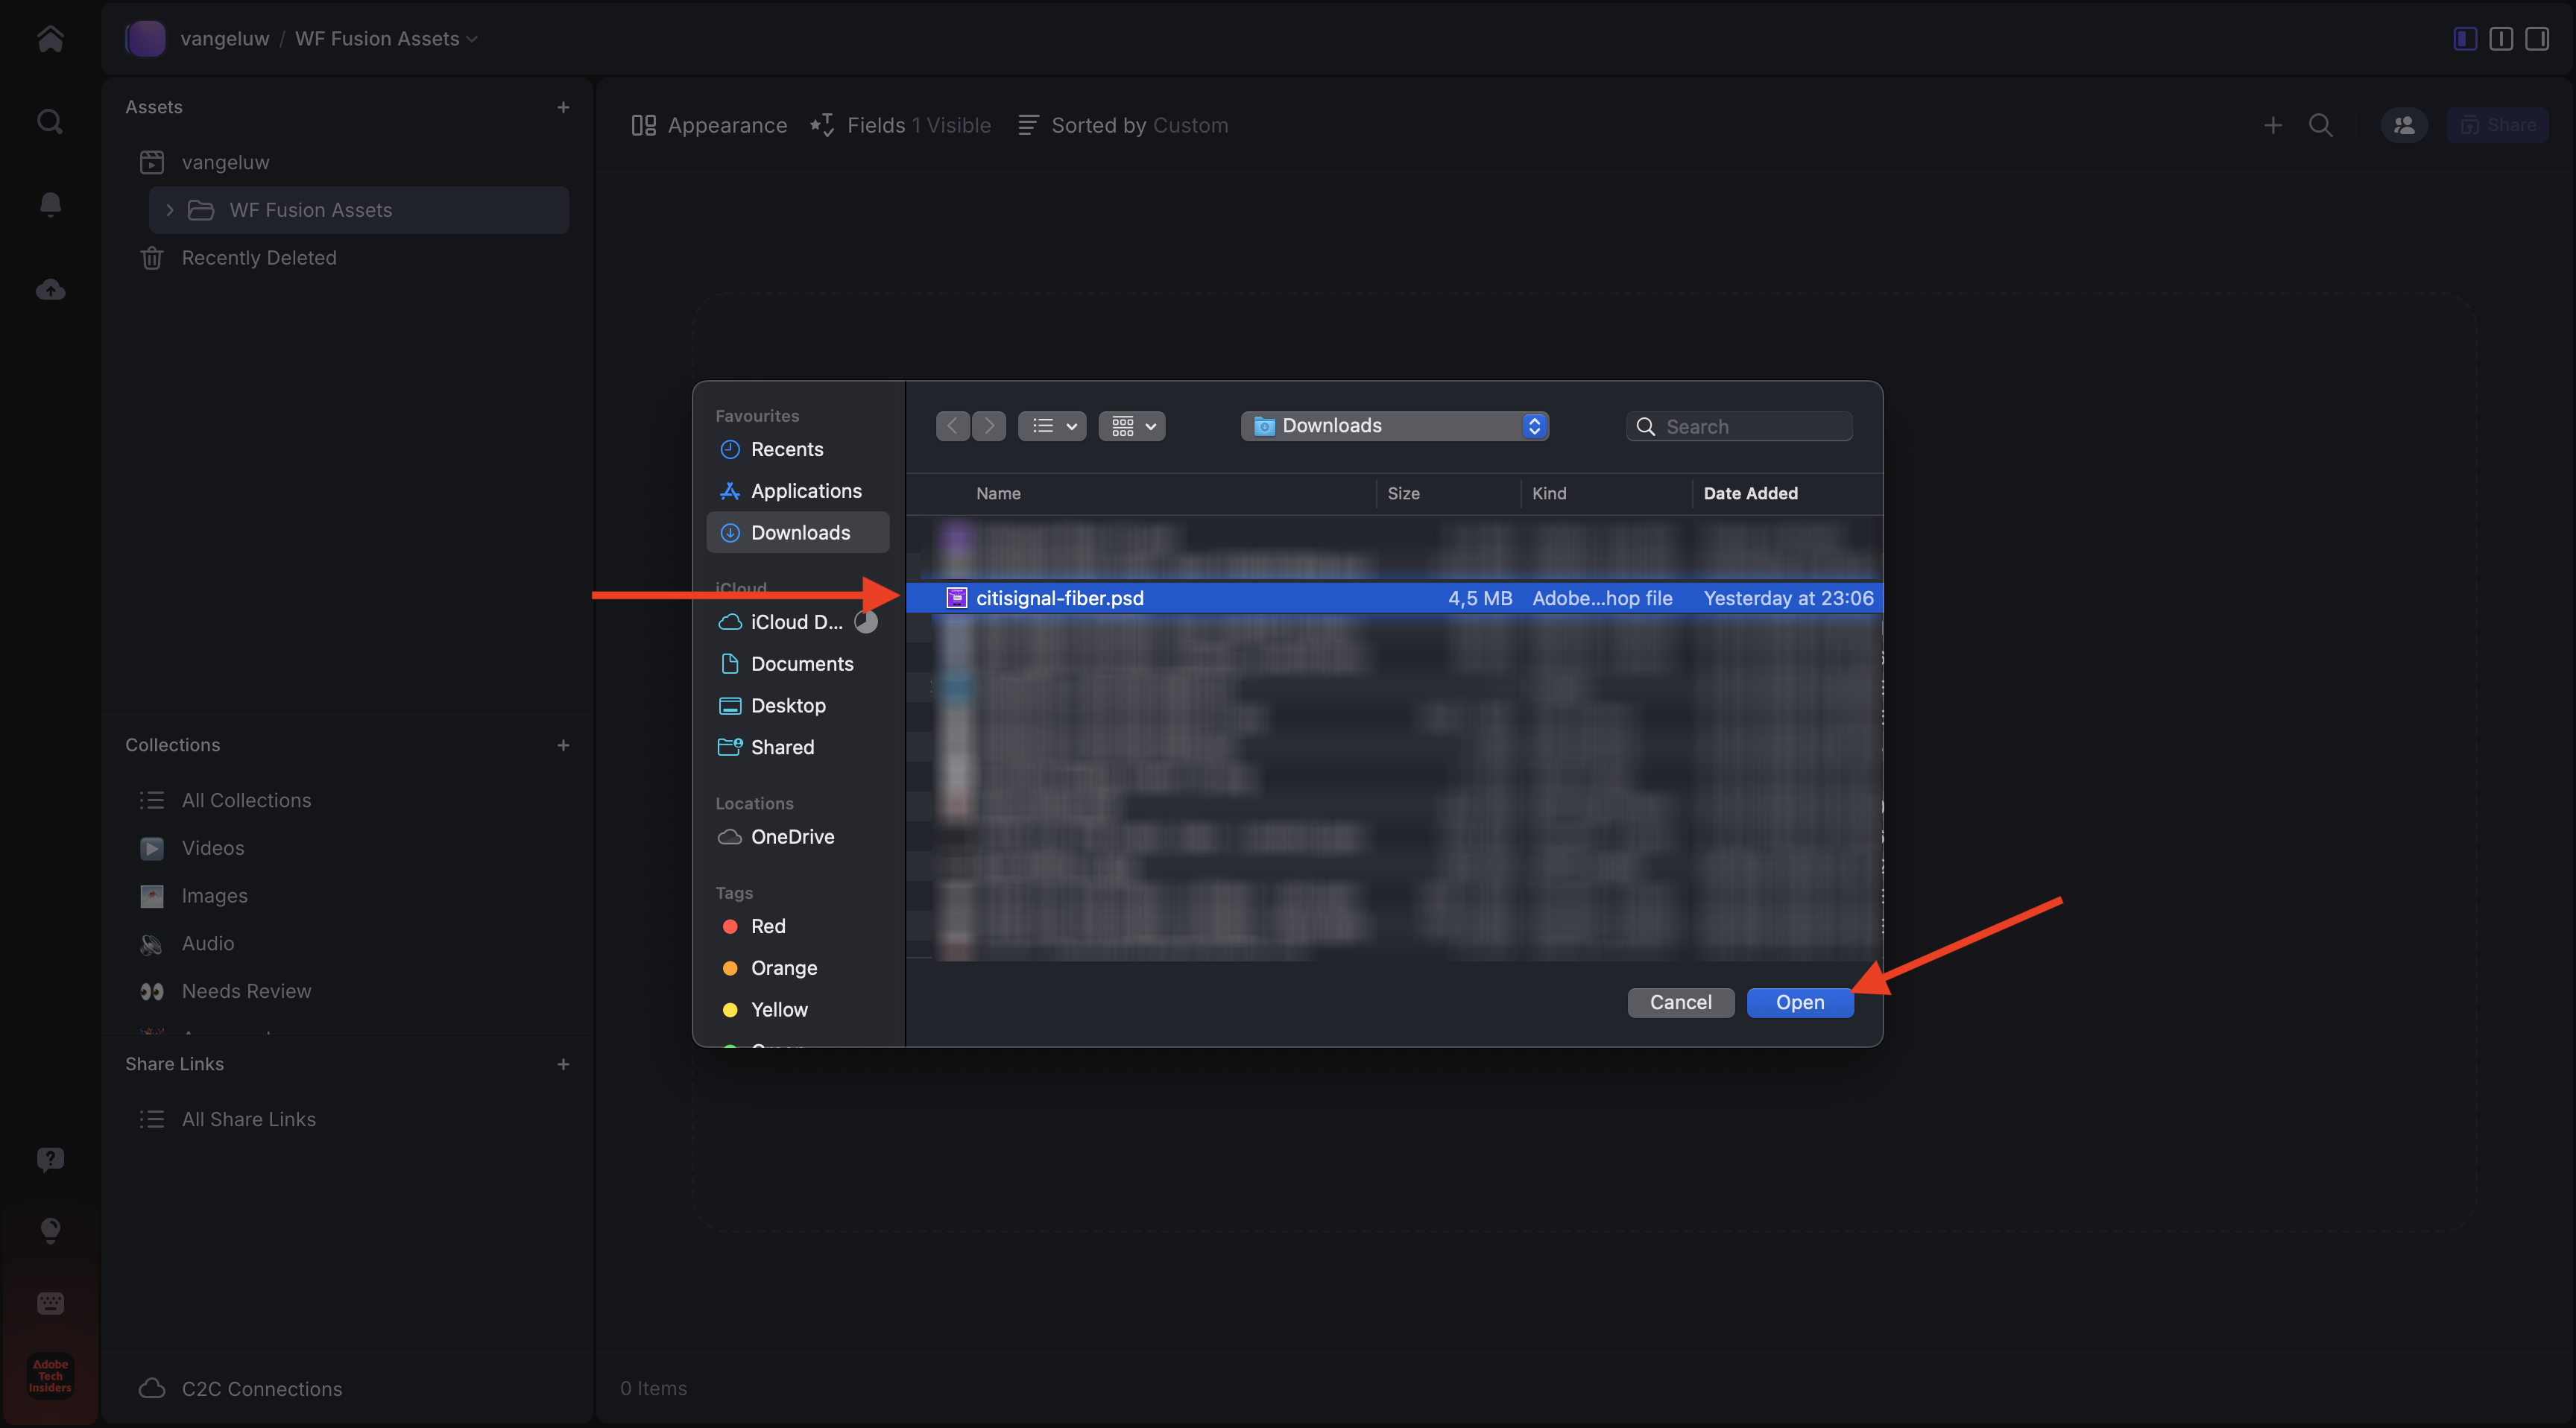 vangeluw / WF Fusion Assets
Assets
vangeluw
WF Fusion Assets
Recently Deleted
Collections
All Collections
Videos
Images
Audio
Needs Review
Share Links
All Share Links
C2C Connections
Adobe
Tech
Insiders
Appearance
Fields 1 Visible
Sorted by Custom
Share
Favourites
Recents
Applications
Downloads
iCloud
iCloud D...
Documents
Desktop
Shared
Locations
OneDrive
Tags
Red
Orange
Yellow
Downloads
Search
Name Size Kind Date Added
citisignal-fiber.psd 4,5 MB Adobe...hop file Yesterday at 23:06
Cancel
Open
0 Items